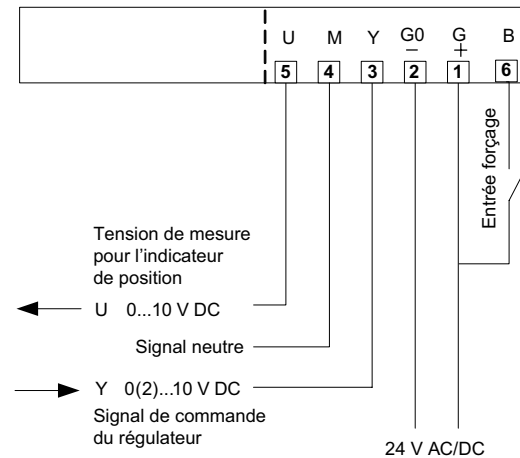 U M Y G0 G B
− +
5 4 3 2 1 6
Entrée forçage
Tension de mesure
pour l'indicateur
de position
U 0...10 V DC
Signal neutre
Y 0(2)...10 V DC
Signal de commande
du régulateur
24 V AC/DC